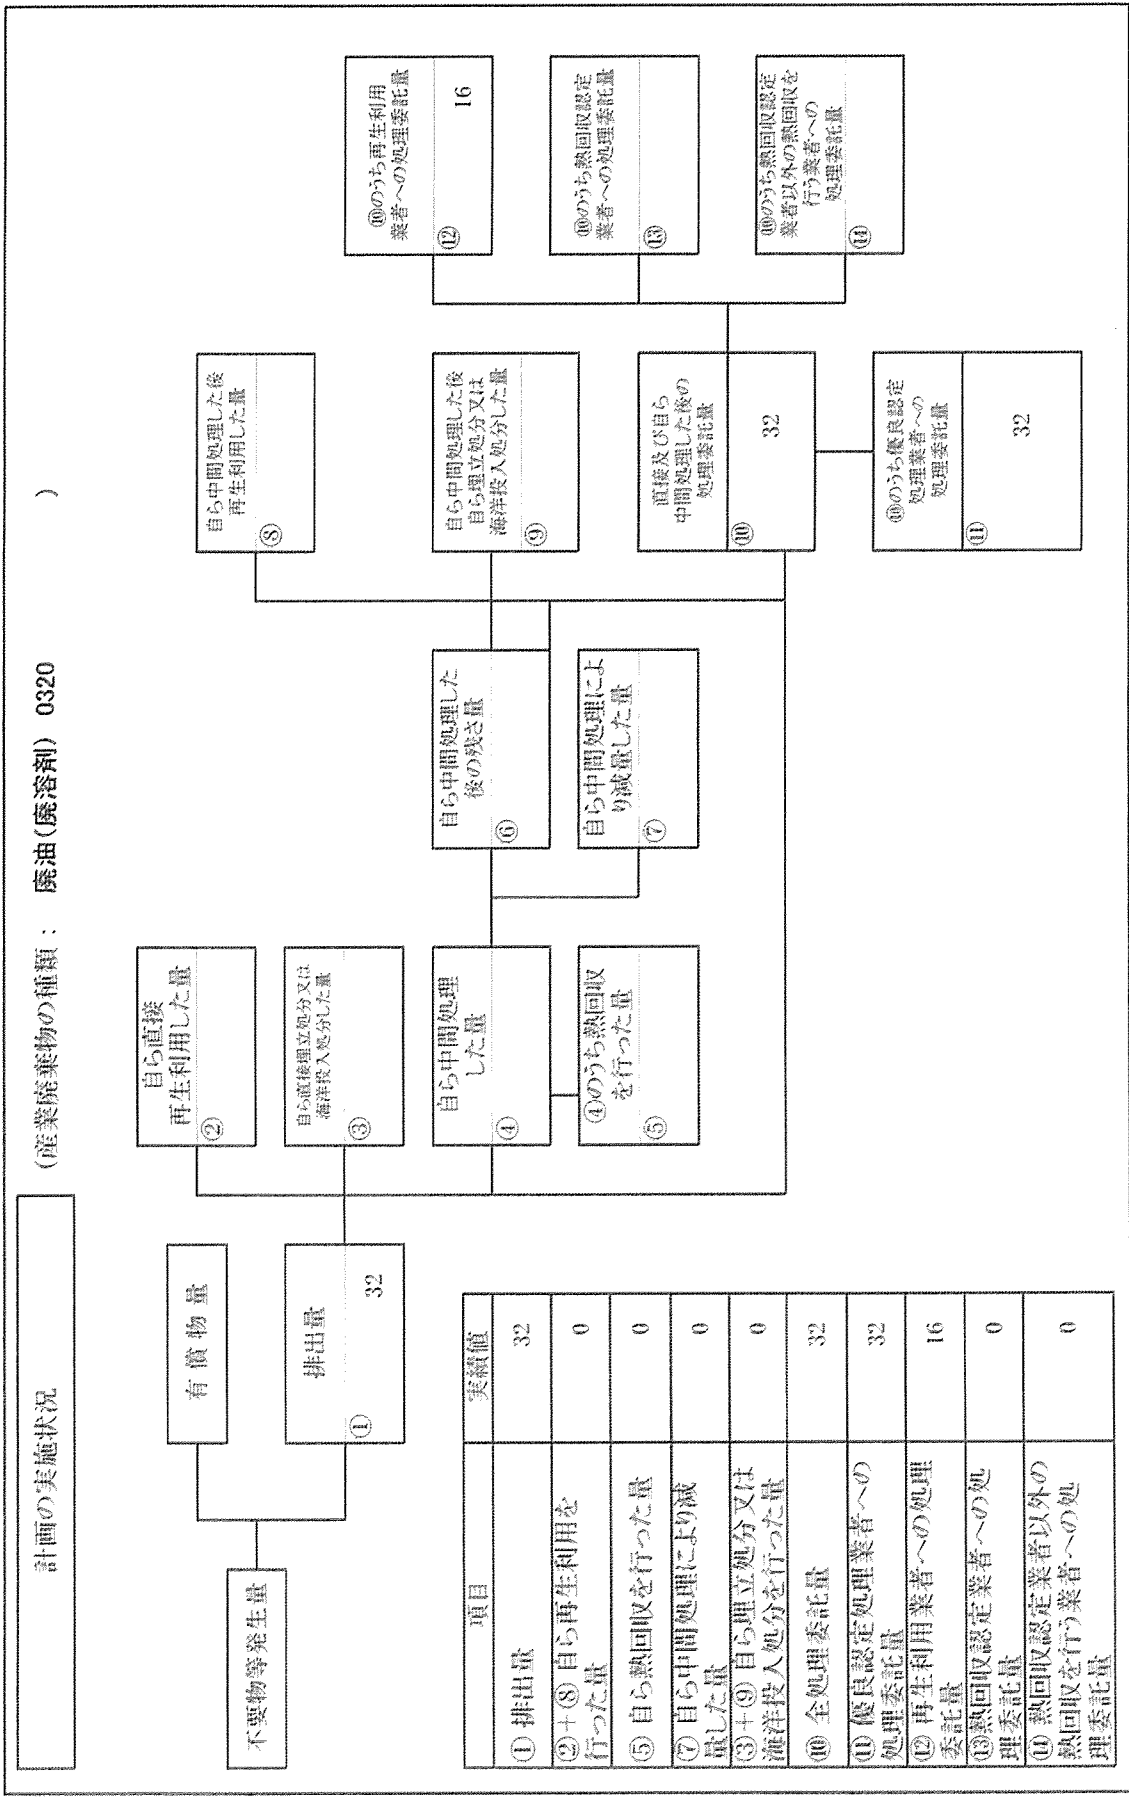 計画の実施状況
(産業廃棄物の種類： 廃油(廃溶剤) 0320 )
不要物等発生量
有 償 物 量
排出量
① 32
自ら直接
再生利用した量
②
自ら直接埋立処分又は
海洋投入処分した量
③
自ら中間処理
した量
④
④のうち熱回収
を行った量
⑤
自ら中間処理した
後の残さ量
⑥
自ら中間処理によ
り減量した量
⑦
自ら中間処理した後
再生利用した量
⑧
自ら中間処理した後
自ら埋立処分又は
海洋投入処分した量
⑨
直接及び自ら
中間処理した後の
処理委託量
⑩ 32
⑩のうち優良認定
処理業者への
処理委託量
⑪ 32
⑩のうち再生利用
業者への処理委託量
⑫ 16
⑩のうち熱回収認定
業者への処理委託量
⑬
⑩のうち熱回収認定
業者以外の熱回収を
行う業者への
処理委託量
⑭
項目 実績値
① 排出量 32
②+⑧ 自ら再生利用を
行った量 0
⑤ 自ら熱回収を行った量 0
⑦ 自ら中間処理により減
量した量 0
③+⑨ 自ら埋立処分又は
海洋投入処分を行った量 0
⑩ 全処理委託量 32
⑪ 優良認定処理業者への
処理委託量 32
⑫ 再生利用業者への処理
委託量 16
⑬熱回収認定業者への処
理委託量 0
⑭ 熱回収認定業者以外の
熱回収を行う業者への処
理委託量 0